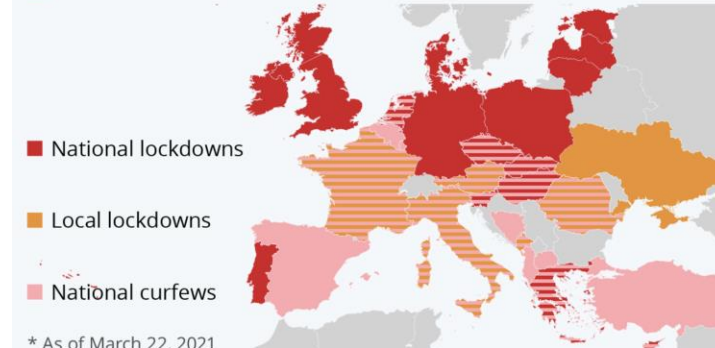 National lockdowns
Local lockdowns
National curfews
* As of March 22, 2021